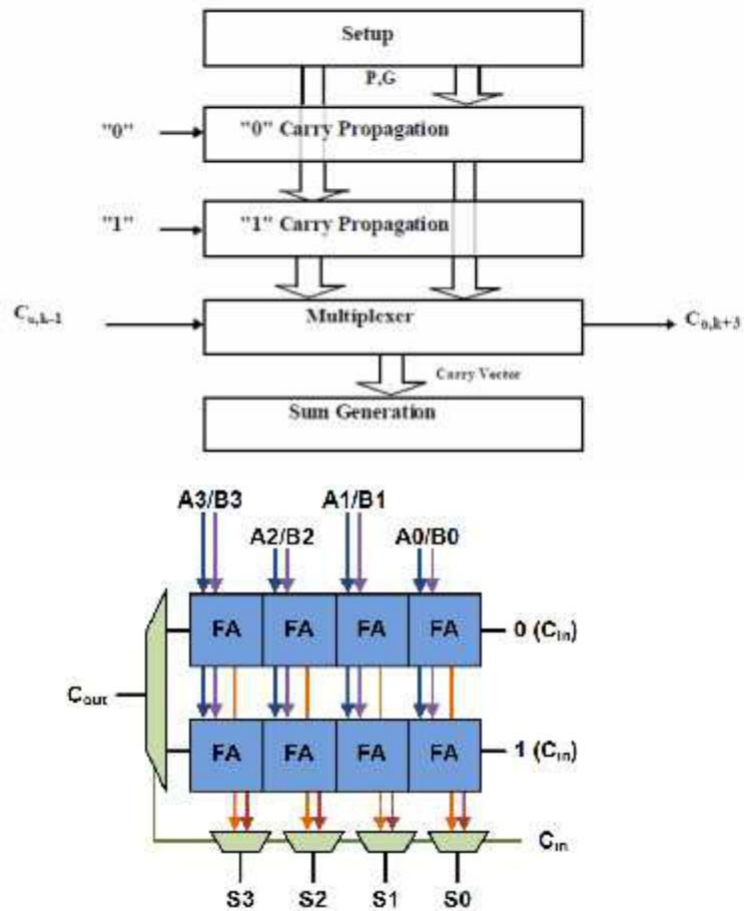 Setup
P,G
"0"
"0" Carry Propagation
"1"
"1" Carry Propagation
Co,k-1
Multiplexer
Co,k+3
Carry Vector
Sum Generation
A3/B3
A1/B1
A2/B2
A0/B0
FA FA FA FA
0 (Cin)
Cout
FA FA FA FA
1 (Cin)
Cin
S3 S2 S1 S0